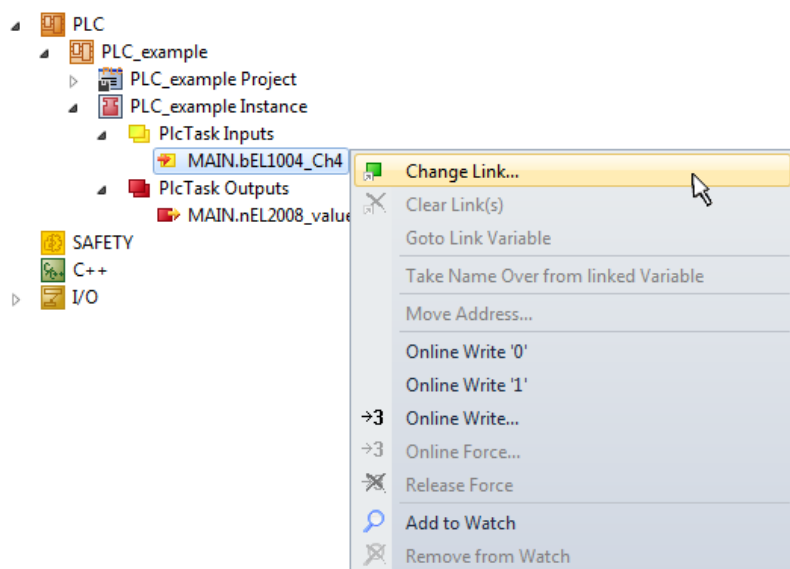 PLC
PLC_example
PLC_example Project
PLC_example Instance
PlcTask Inputs
MAIN.bEL1004_Ch4
PlcTask Outputs
MAIN.nEL2008_value
SAFETY
C++
I/O
Change Link...
Clear Link(s)
Goto Link Variable
Take Name Over from linked Variable
Move Address...
Online Write '0'
Online Write '1'
→3 Online Write...
→3 Online Force...
Release Force
Add to Watch
Remove from Watch